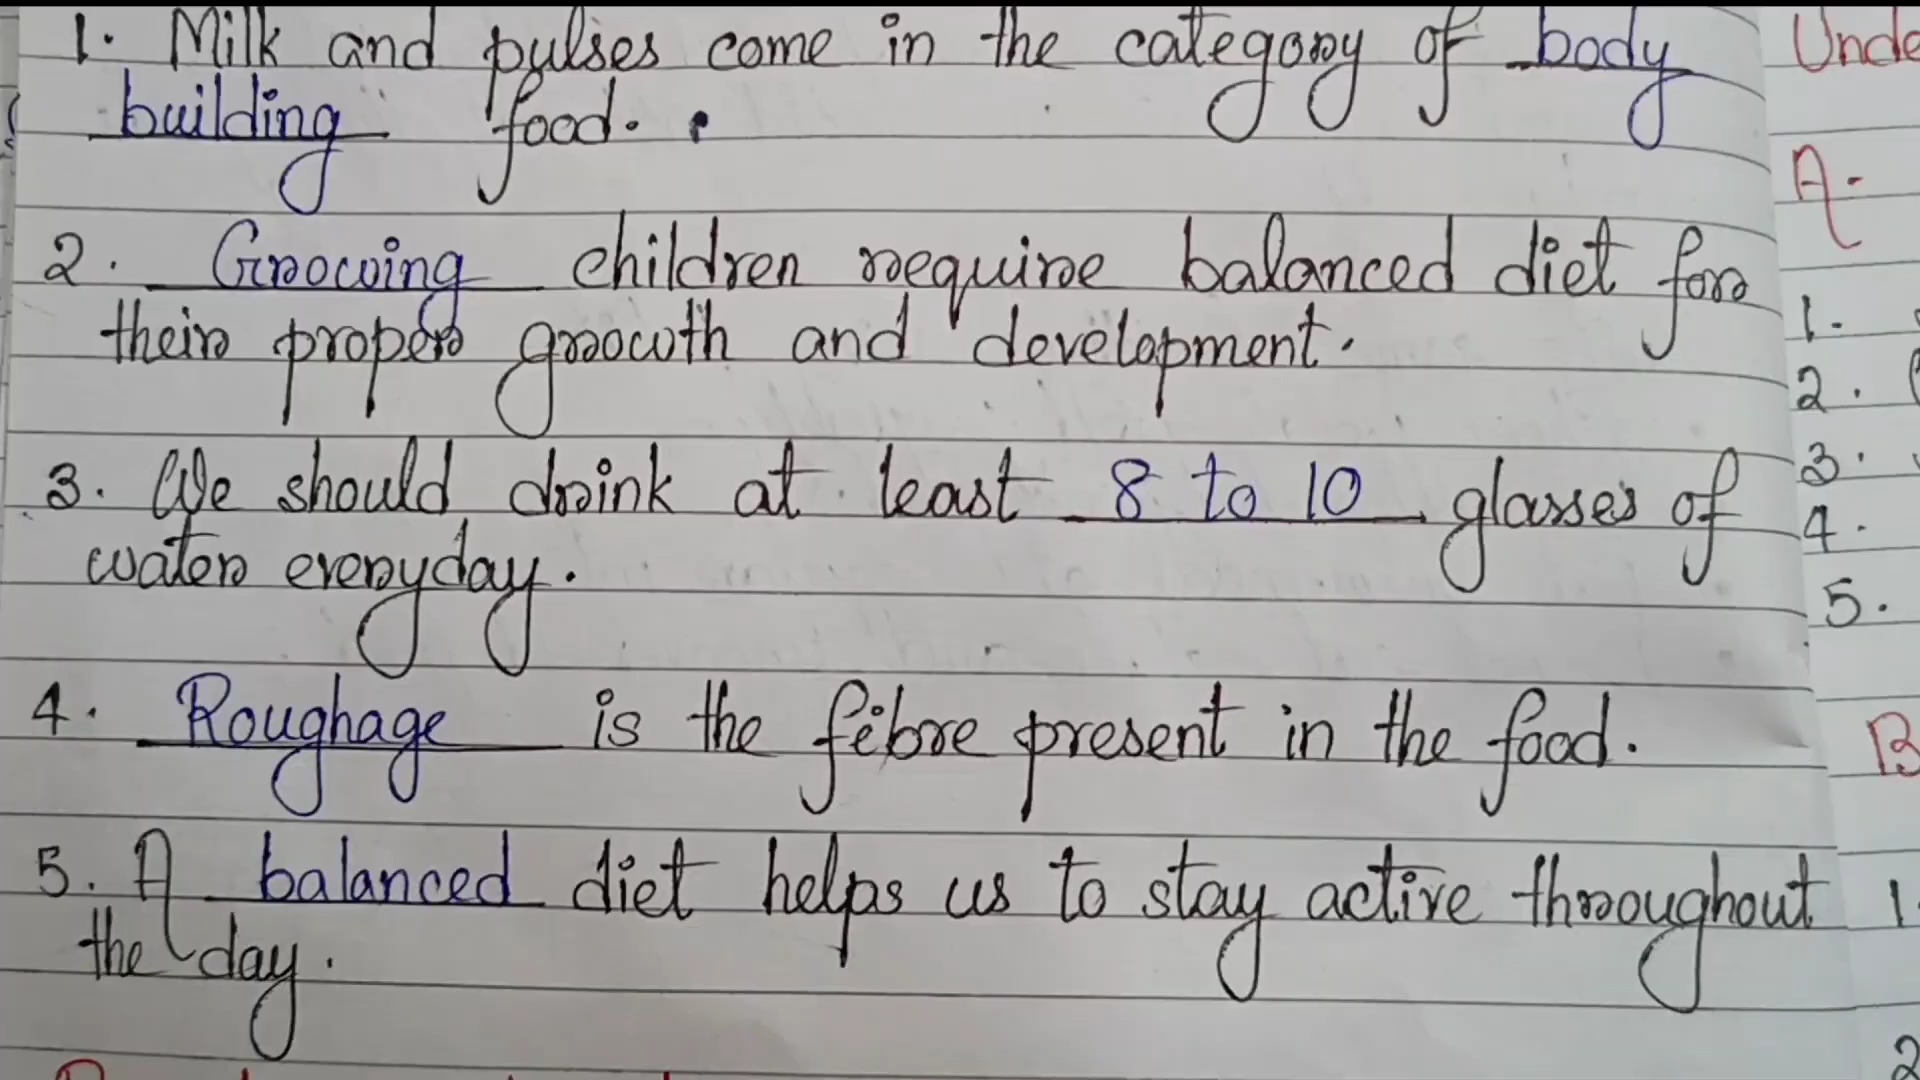 1. Milk and pulses come in the category of body
building food.
2. Growing children require balanced diet for
their proper growth and development.
3. We should drink at least 8 to 10 glasses of
water everyday.
4. Roughage is the fibre present in the food.
5. A balanced diet helps us to stay active throughout
the day.
A.
1.
2.
3.
4.
5.
B
1.
2